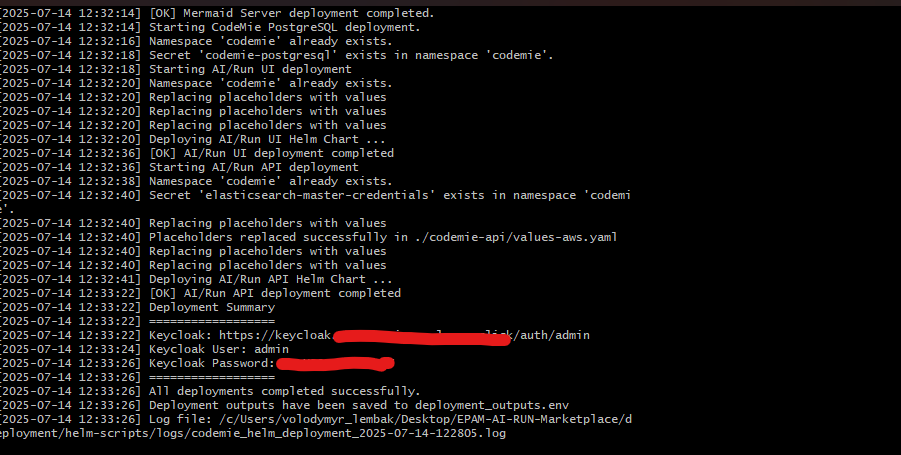 [2025-07-14 12:32:14] [OK] Mermaid Server deployment completed.
[2025-07-14 12:32:14] Starting CodeMie PostgreSQL deployment.
[2025-07-14 12:32:16] Namespace 'codemie' already exists.
[2025-07-14 12:32:18] Secret 'codemie-postgresql' exists in namespace 'codemie'.
[2025-07-14 12:32:18] Starting AI/Run UI deployment
[2025-07-14 12:32:20] Namespace 'codemie' already exists.
[2025-07-14 12:32:20] Replacing placeholders with values
[2025-07-14 12:32:20] Replacing placeholders with values
[2025-07-14 12:32:20] Replacing placeholders with values
[2025-07-14 12:32:20] Deploying AI/Run UI Helm Chart ...
[2025-07-14 12:32:36] [OK] AI/Run UI deployment completed
[2025-07-14 12:32:36] Starting AI/Run API deployment
[2025-07-14 12:32:38] Namespace 'codemie' already exists.
[2025-07-14 12:32:40] Secret 'elasticsearch-master-credentials' exists in namespace 'codemi
e'.
[2025-07-14 12:32:40] Replacing placeholders with values
[2025-07-14 12:32:40] Placeholders replaced successfully in ./codemie-api/values-aws.yaml
[2025-07-14 12:32:40] Replacing placeholders with values
[2025-07-14 12:32:40] Replacing placeholders with values
[2025-07-14 12:32:41] Deploying AI/Run API Helm Chart ...
[2025-07-14 12:33:22] [OK] AI/Run API deployment completed
[2025-07-14 12:33:22] Deployment Summary
[2025-07-14 12:33:22] ==================
[2025-07-14 12:33:22] Keycloak: https://keycloak. /auth/admin
[2025-07-14 12:33:24] Keycloak User: admin
[2025-07-14 12:33:26] Keycloak Password:
[2025-07-14 12:33:26] ==================
[2025-07-14 12:33:26] All deployments completed successfully.
[2025-07-14 12:33:26] Deployment outputs have been saved to deployment_outputs.env
[2025-07-14 12:33:26] Log file: /c/Users/volodymyr_lembak/Desktop/EPAM-AI-RUN-Marketplace/d
eployment/helm-scripts/logs/codemie_helm_deployment_2025-07-14-122805.log